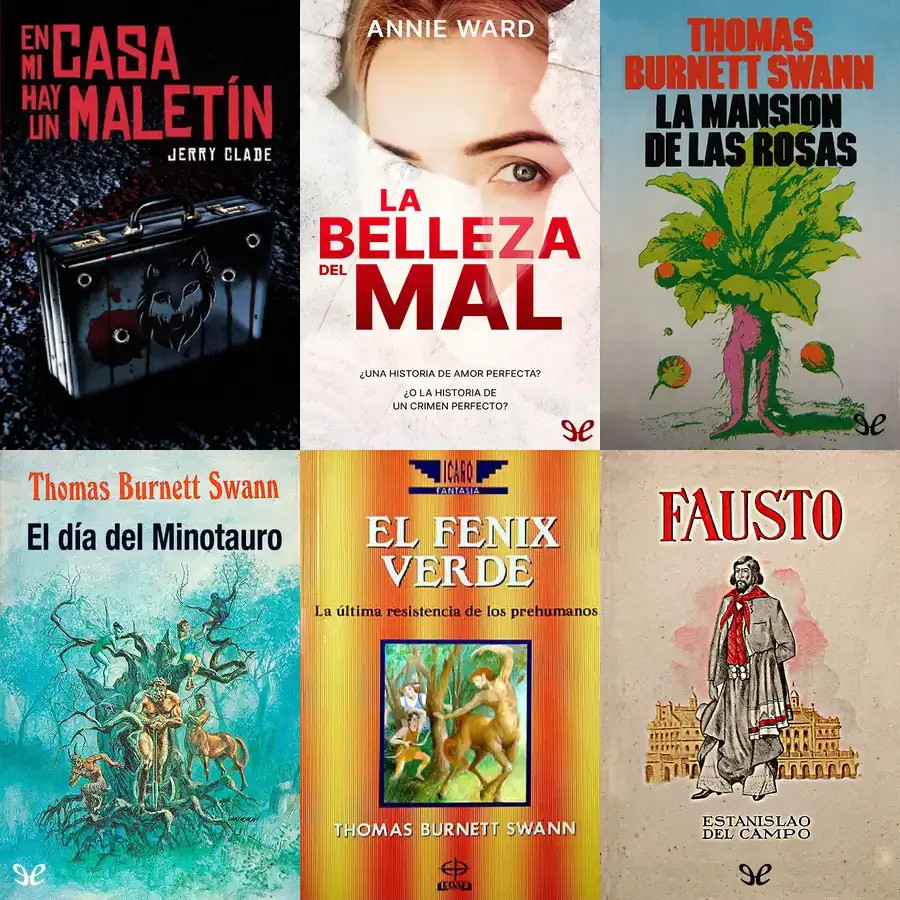 EN
MI
CASA
HAY
UN
MALETÍN
JERRY CLADE
ANNIE WARD
LA
BELLEZA
DEL
MAL
¿UNA HISTORIA DE AMOR PERFECTA?
¿O LA HISTORIA DE
UN CRIMEN PERFECTO?
THOMAS
BURNETT SWANN
LA MANSION
DE LAS ROSAS
Thomas Burnett Swann
El día del Minotauro
ICARO
FANTASIA
EL FENIX
VERDE
La última resistencia de los prehumanos
THOMAS BURNETT SWANN
FAUSTO
ESTANISLAO
DEL CAMPO